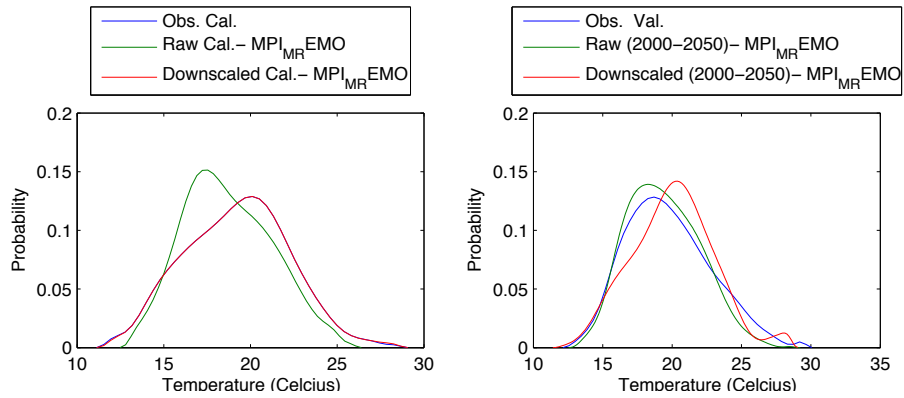 Obs. Cal.
Raw Cal.− MPI_MR EMO
Downscaled Cal.− MPI_MR EMO
0.2
0.15
0.1
0.05
0
Probability
10 15 20 25 30
Temperature (Celcius)
Obs. Val.
Raw (2000−2050)− MPI_MR EMO
Downscaled (2000−2050)− MPI_MR EMO
0.2
0.15
0.1
0.05
0
Probability
10 15 20 25 30 35
Temperature (Celcius)